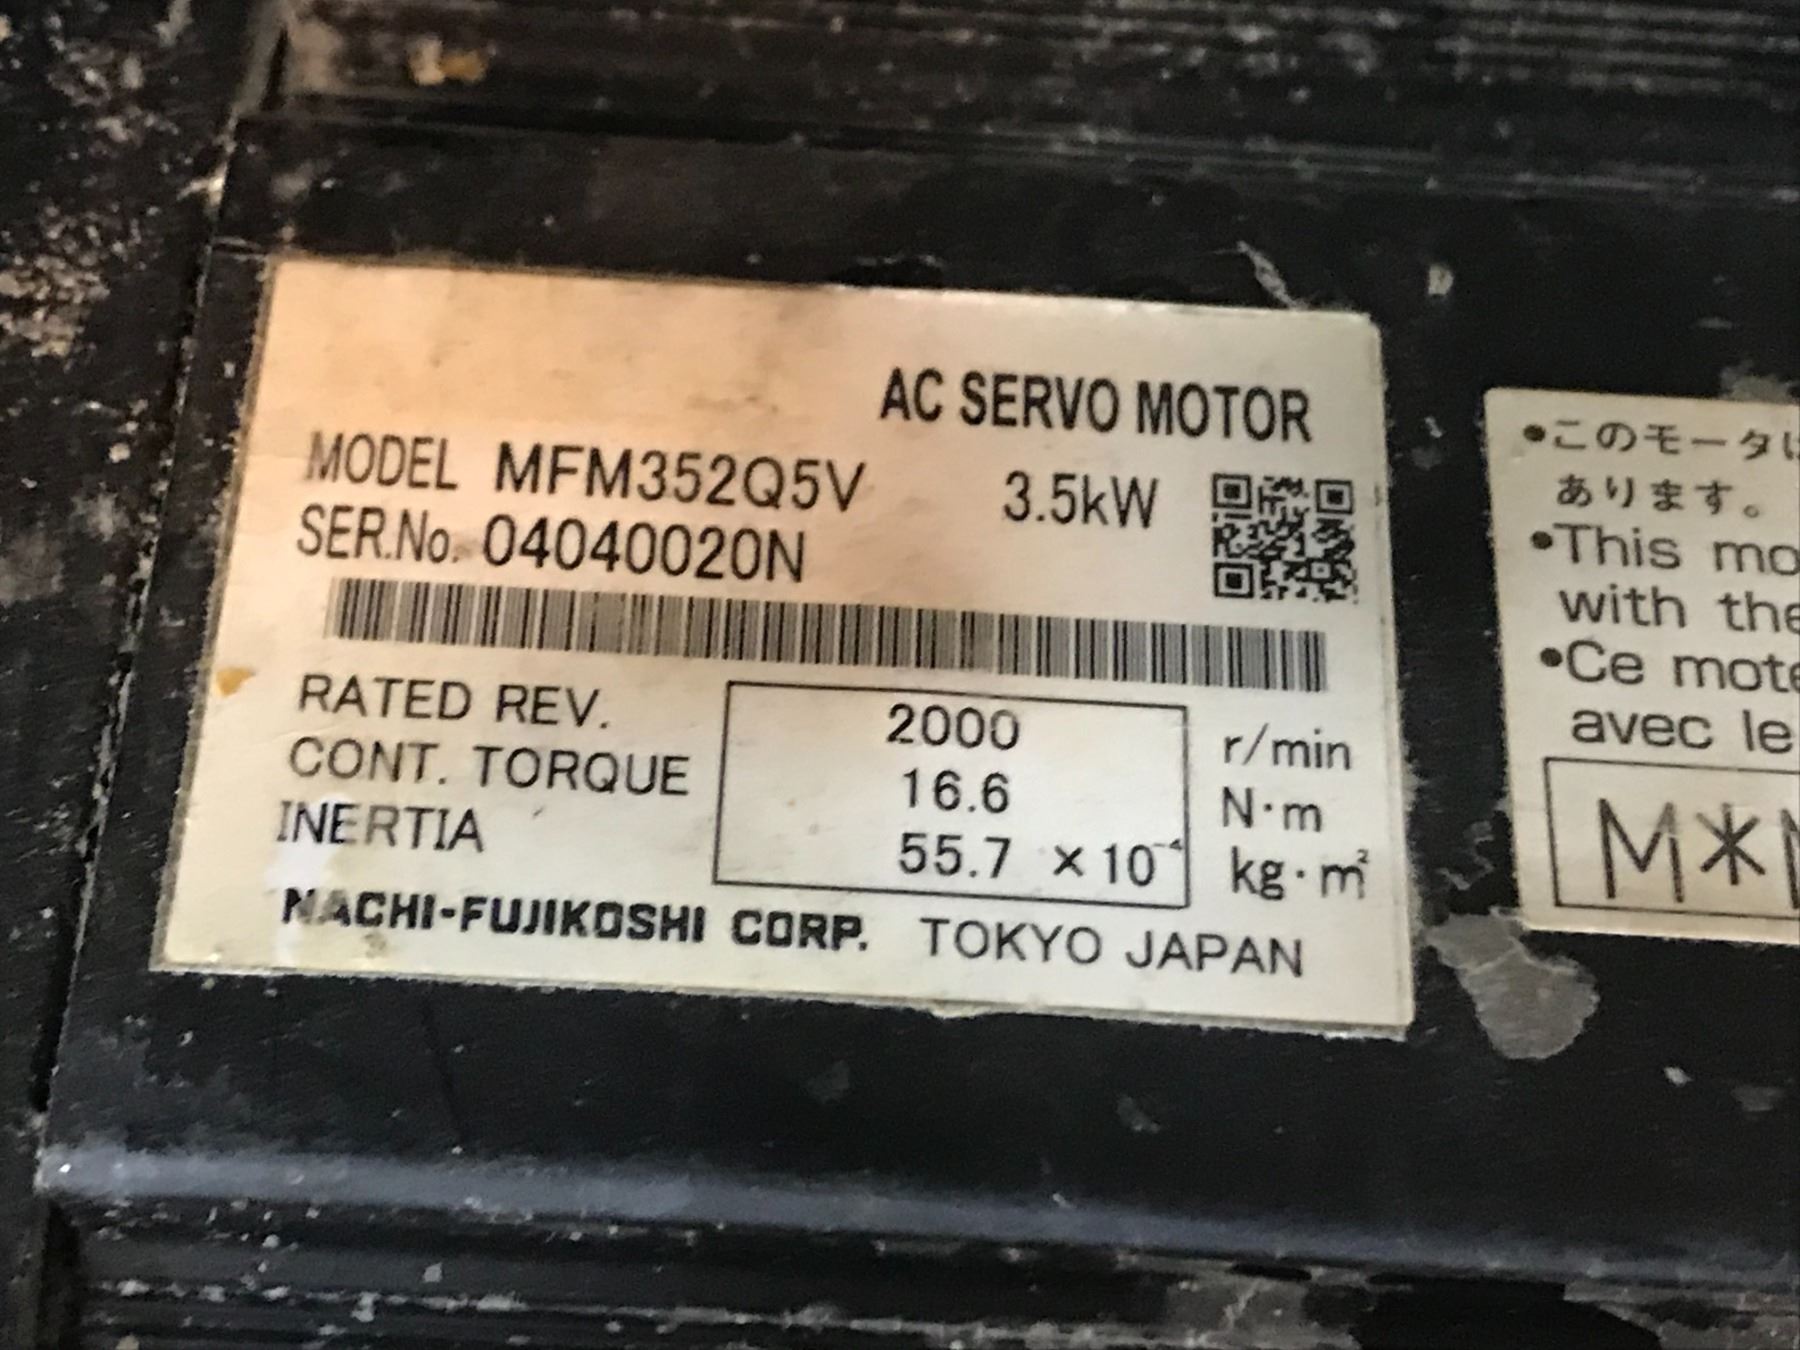 AC SERVO MOTOR
MODEL MFM352Q5V 3.5kW
SER.No. 04040020N
RATED REV. 2000 r/min
CONT. TORQUE 16.6 N·m
INERTIA 55.7 ×10⁻⁴ kg·m²
NACHI-FUJIKOSHI CORP. TOKYO JAPAN
•このモータは
あります。
•This mo
with the
•Ce mote
avec le
M*M